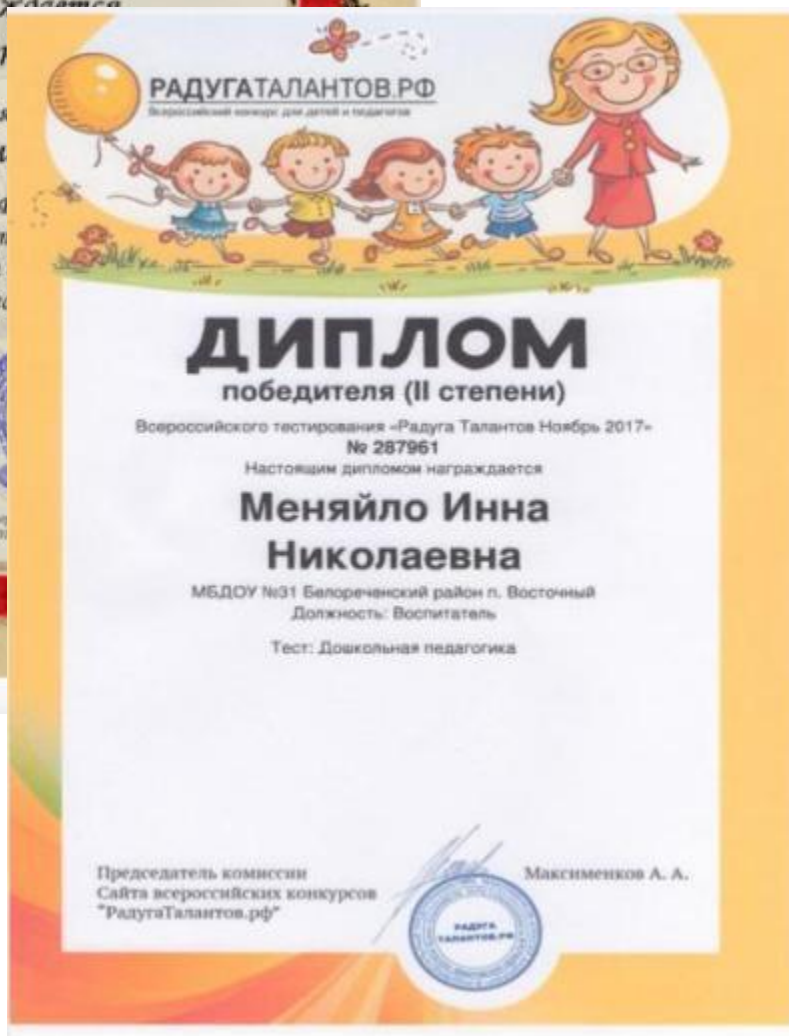 РАДУГАТАЛАНТОВ.РФ
Всероссийский конкурс для детей и педагогов
ДИПЛОМ
победителя (II степени)
Всероссийского тестирования «Радуга Талантов Ноябрь 2017»
№ 287961
Настоящим дипломом награждается
Меняйло Инна
Николаевна
МБДОУ №31 Белореченский район п. Восточный
Должность: Воспитатель
Тест: Дошкольная педагогика
Председатель комиссии
Сайта всероссийских конкурсов
"РадугаТалантов.рф"
Максименков А. А.
РАДУГА
ТАЛАНТОВ.РФ